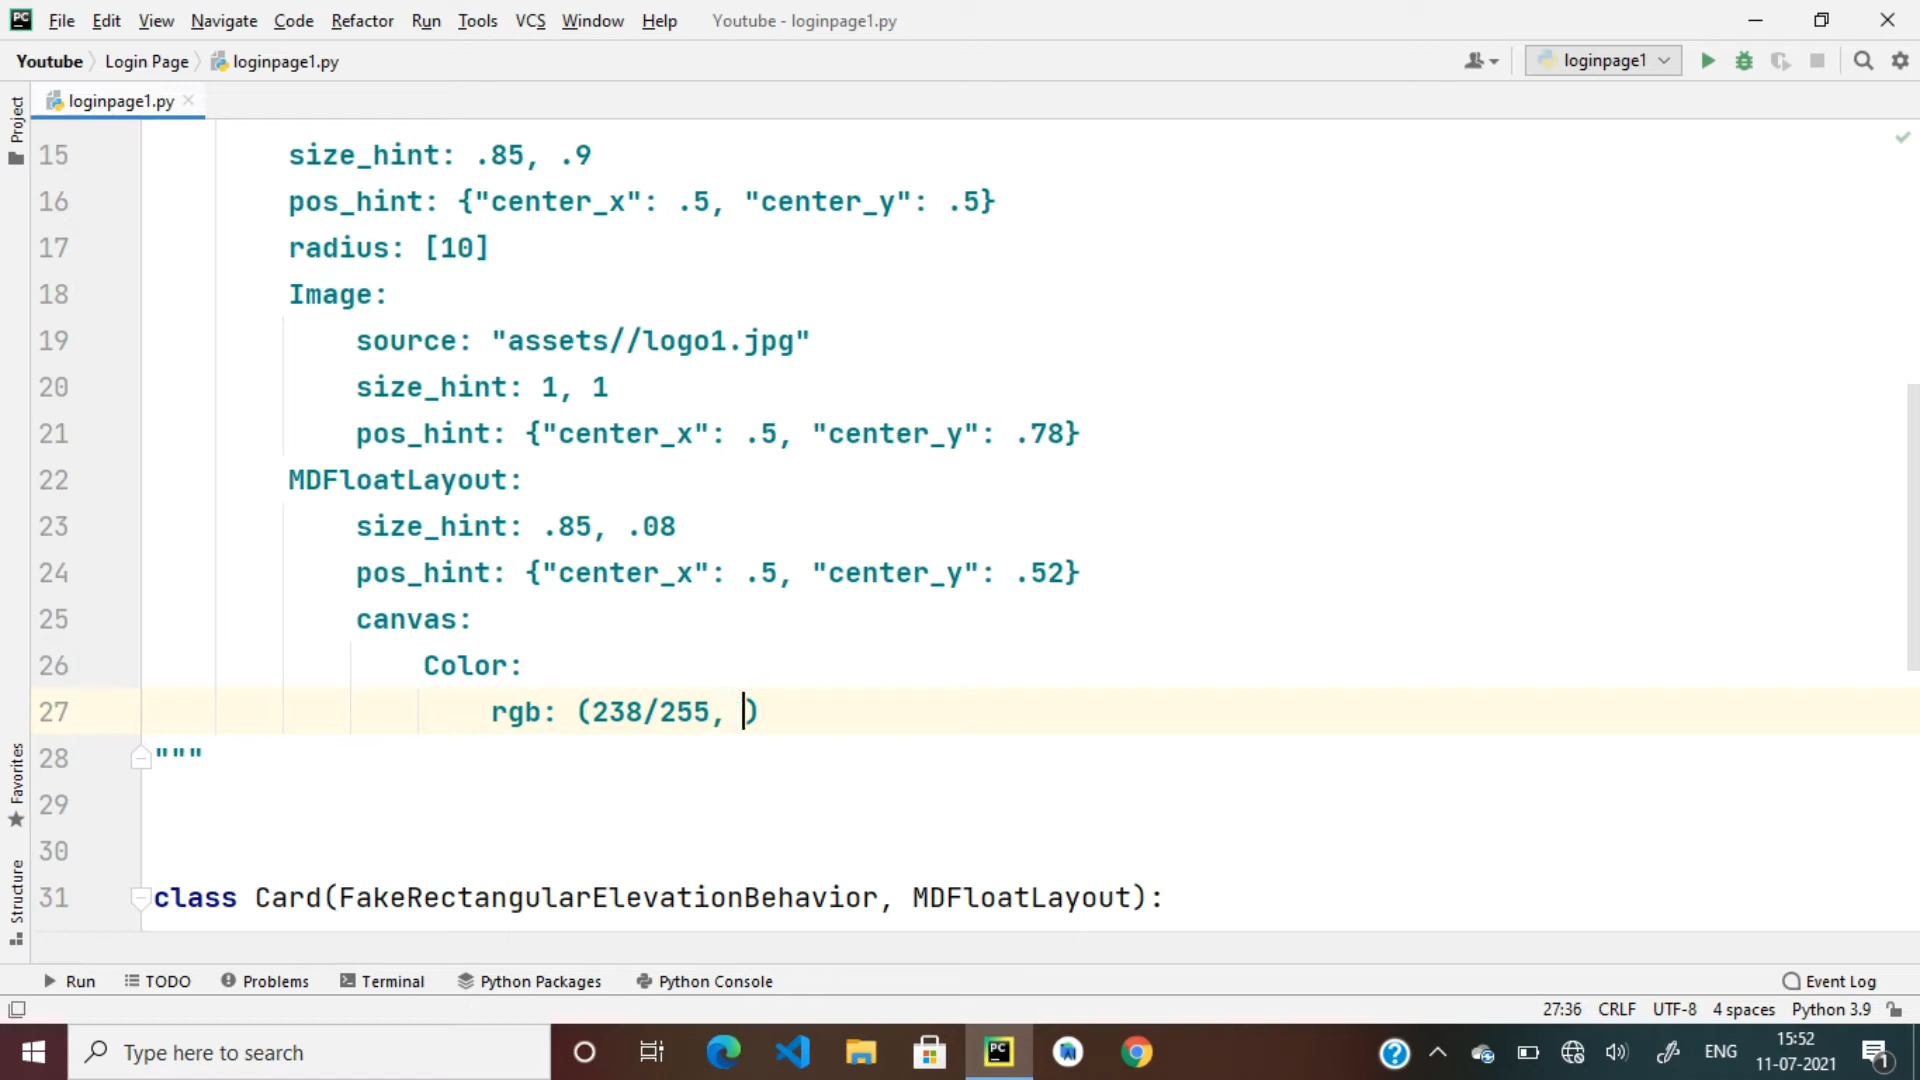 File Edit View Navigate Code Refactor Run Tools VCS Window Help Youtube - loginpage1.py
Youtube Login Page loginpage1.py loginpage1
loginpage1.py
Project
15 size_hint: .85, .9
16 pos_hint: {"center_x": .5, "center_y": .5}
17 radius: [10]
18 Image:
19 source: "assets//logo1.jpg"
20 size_hint: 1, 1
21 pos_hint: {"center_x": .5, "center_y": .78}
22 MDFloatLayout:
23 size_hint: .85, .08
24 pos_hint: {"center_x": .5, "center_y": .52}
25 canvas:
26 Color:
27 rgb: (238/255, )
28 """
29
30
31 class Card(FakeRectangularElevationBehavior, MDFloatLayout):
Favorites
Structure
Run TODO Problems Terminal Python Packages Python Console Event Log
27:36 CRLF UTF-8 4 spaces Python 3.9
Type here to search PC ENG 15:52
11-07-2021 1